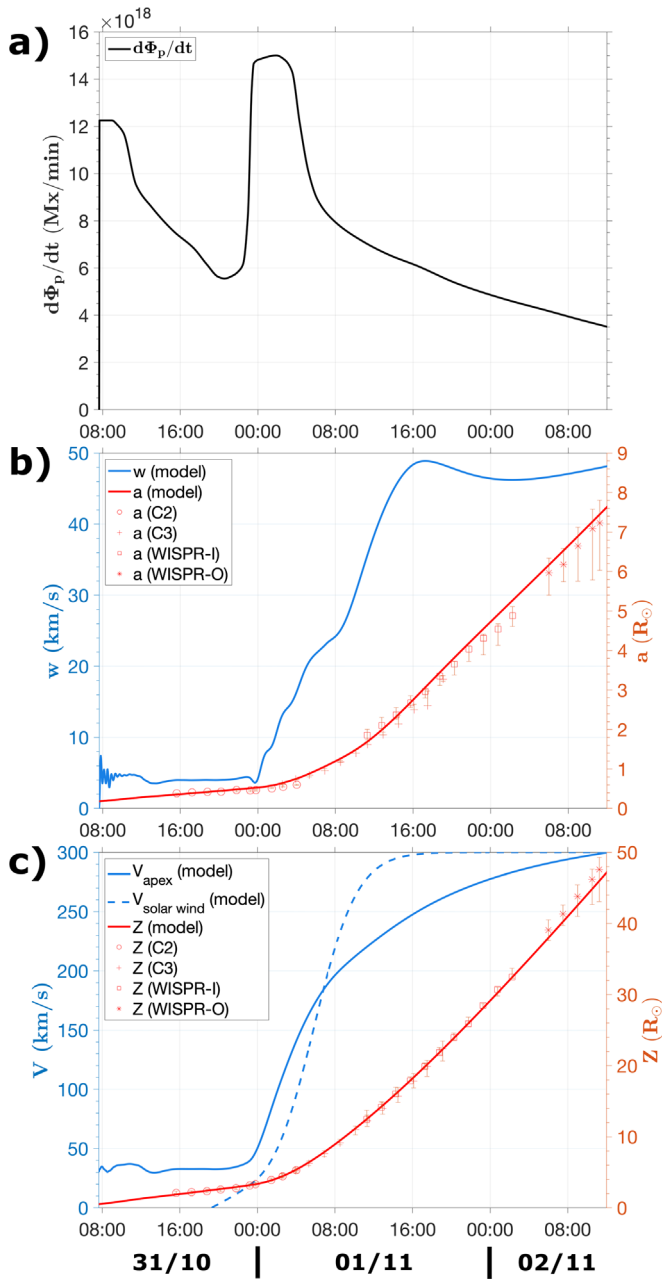 a)
×10¹⁸
dΦₚ/dt
16
14
12
10
8
6
4
2
0
dΦₚ/dt (Mx/min)
08:00 16:00 00:00 08:00 16:00 00:00 08:00
b)
w (model)
a (model)
a (C2)
a (C3)
a (WISPR-I)
a (WISPR-O)
50
40
30
20
10
0
w (km/s)
9
8
7
6
5
4
3
2
1
0
a (R☉)
08:00 16:00 00:00 08:00 16:00 00:00 08:00
c)
V apex (model)
V solar wind (model)
Z (model)
Z (C2)
Z (C3)
Z (WISPR-I)
Z (WISPR-O)
300
250
200
150
100
50
0
V (km/s)
50
40
30
20
10
0
Z (R☉)
08:00 16:00 00:00 08:00 16:00 00:00 08:00
31/10 | 01/11 | 02/11